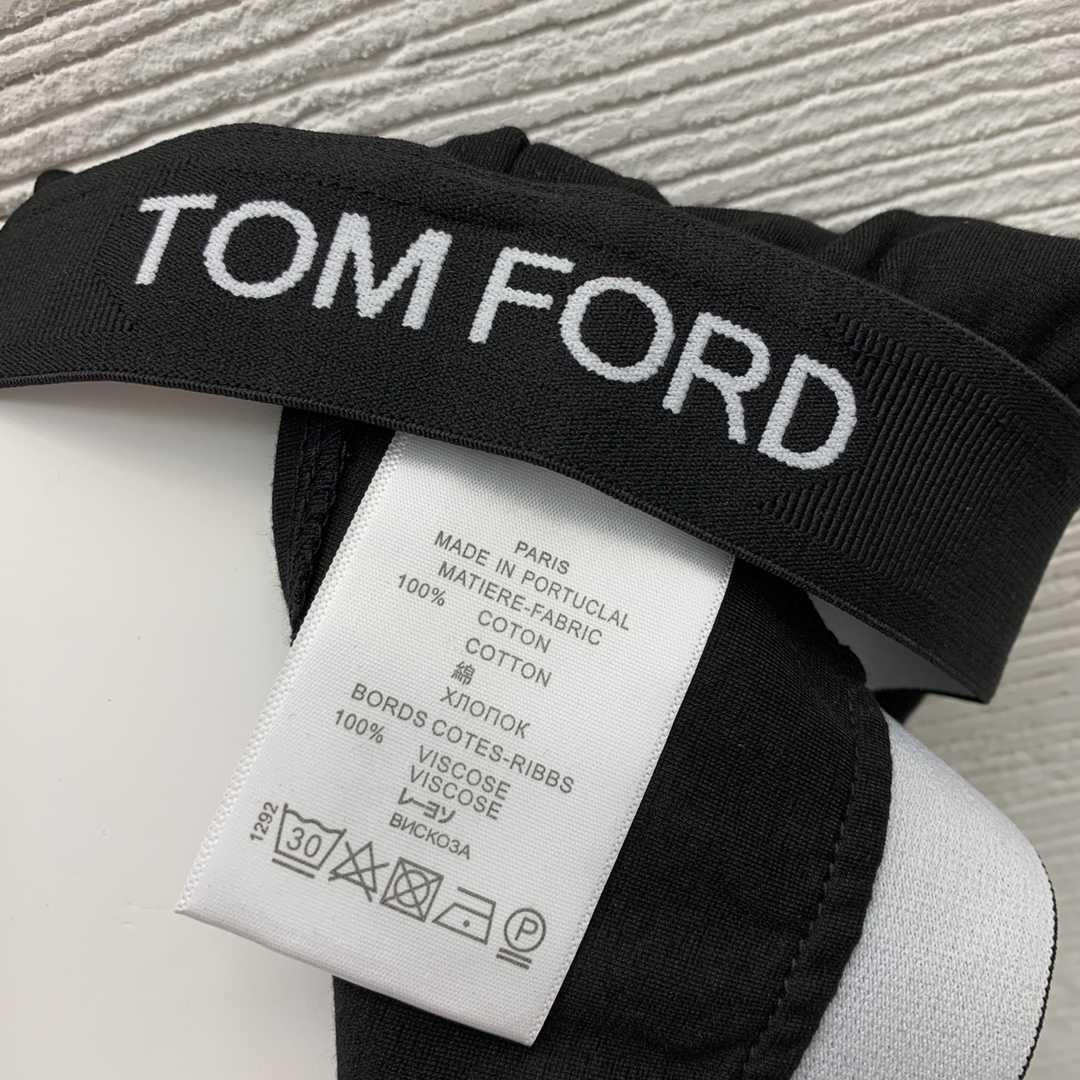 TOM FORD
PARIS
MADE IN PORTUCLAL
MATIERE-FABRIC
100%
COTON
COTTON
綿
ХЛОПОК
BORDS COTES-RIBBS
100%
VISCOSE
VISCOSE
レーヨソ
ВИСКОЗА
1292
30
P